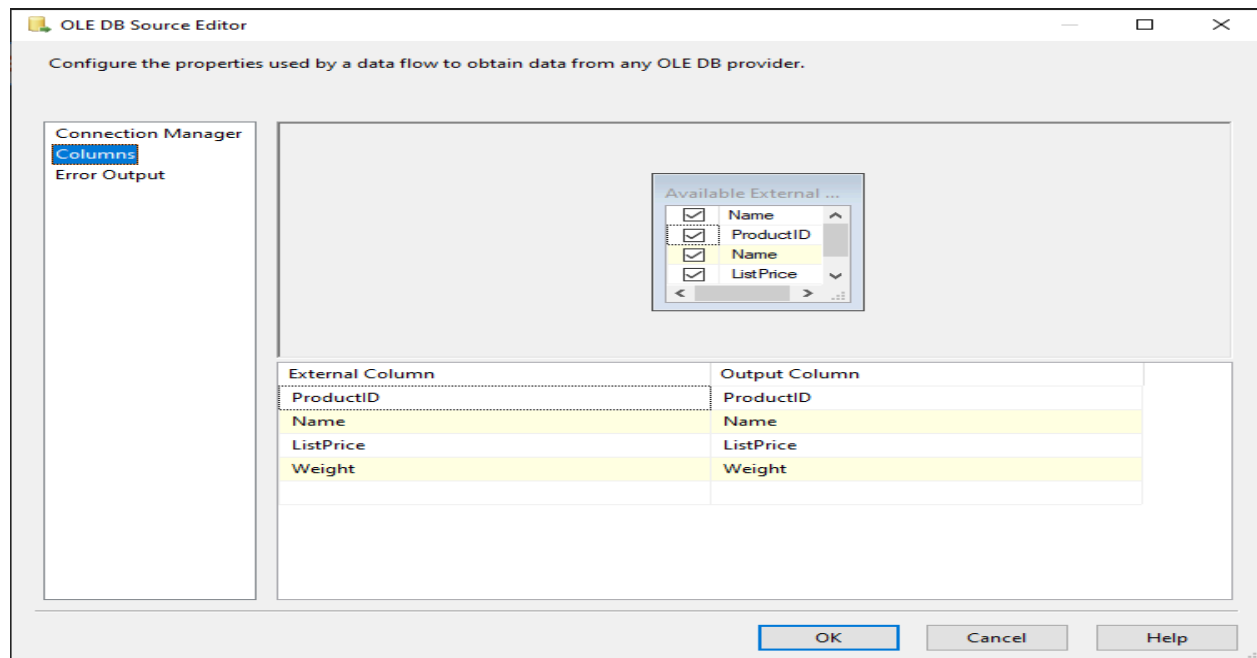 OLE DB Source Editor
Configure the properties used by a data flow to obtain data from any OLE DB provider.
Connection Manager
Columns
Error Output
Available External ...
Name
ProductID
Name
ListPrice
External Column Output Column
ProductID ProductID
Name Name
ListPrice ListPrice
Weight Weight
OK Cancel Help